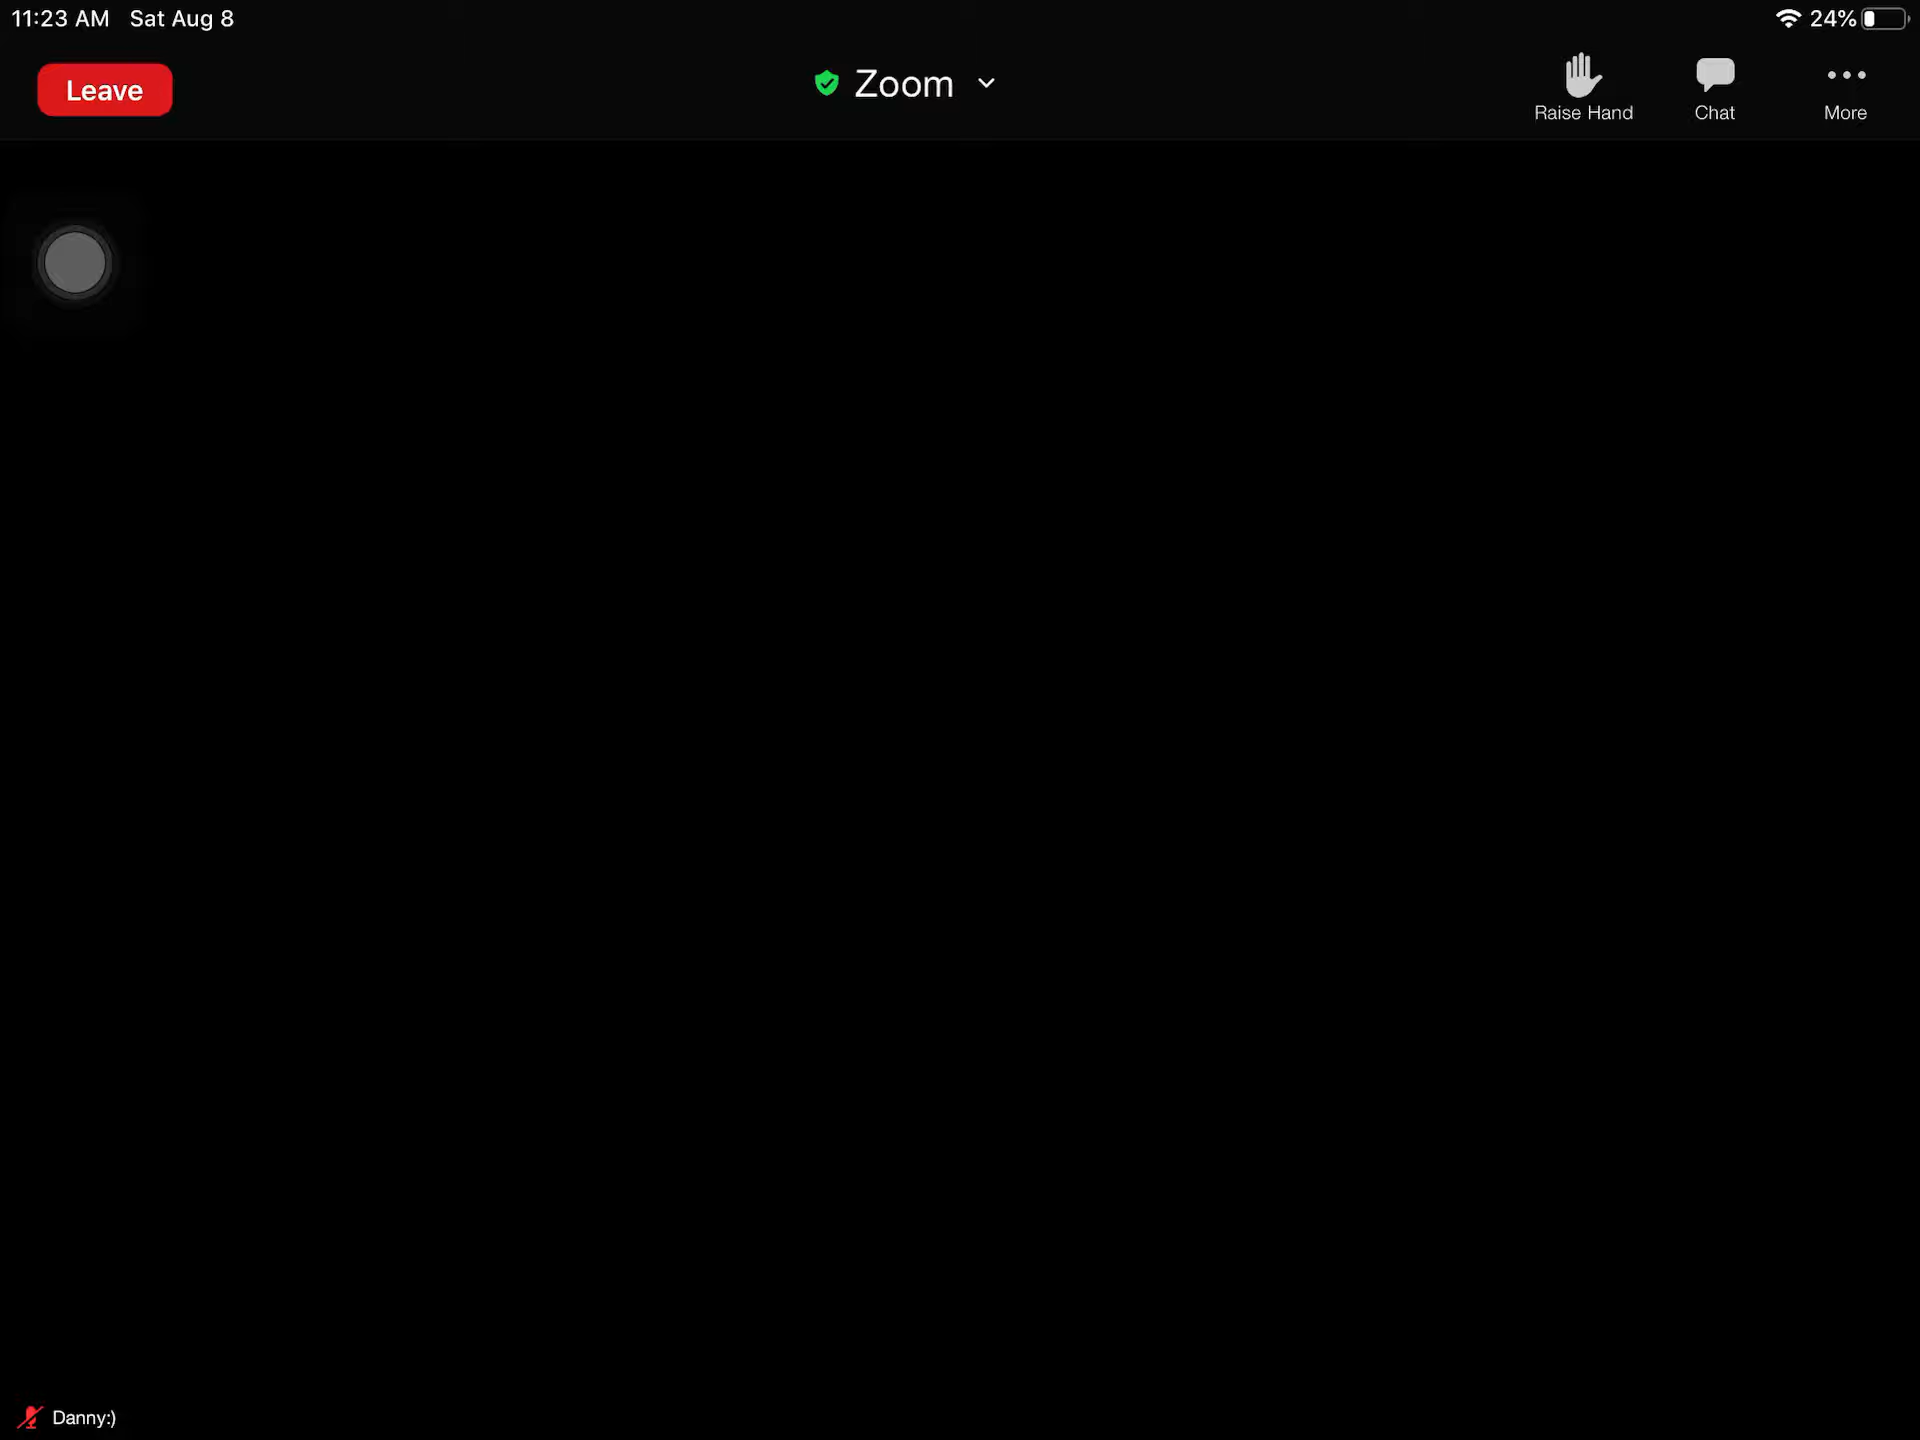 11:23 AM Sat Aug 8
24%
Leave
Zoom
Raise Hand
Chat
More
Danny:)